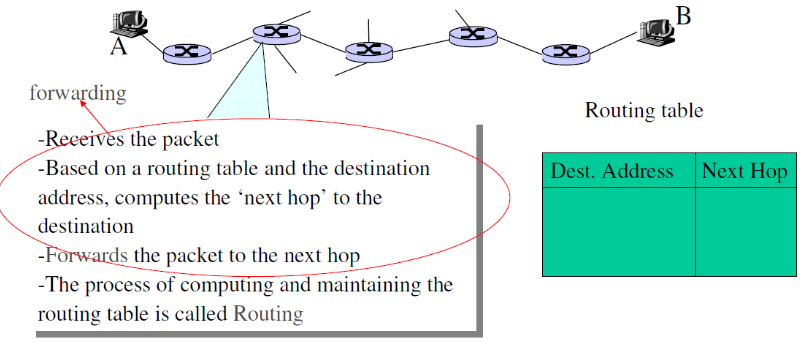 A
B
forwarding
-Receives the packet
-Based on a routing table and the destination
address, computes the ‘next hop’ to the
destination
-Forwards the packet to the next hop
-The process of computing and maintaining the
routing table is called Routing
Routing table
Dest. Address Next Hop